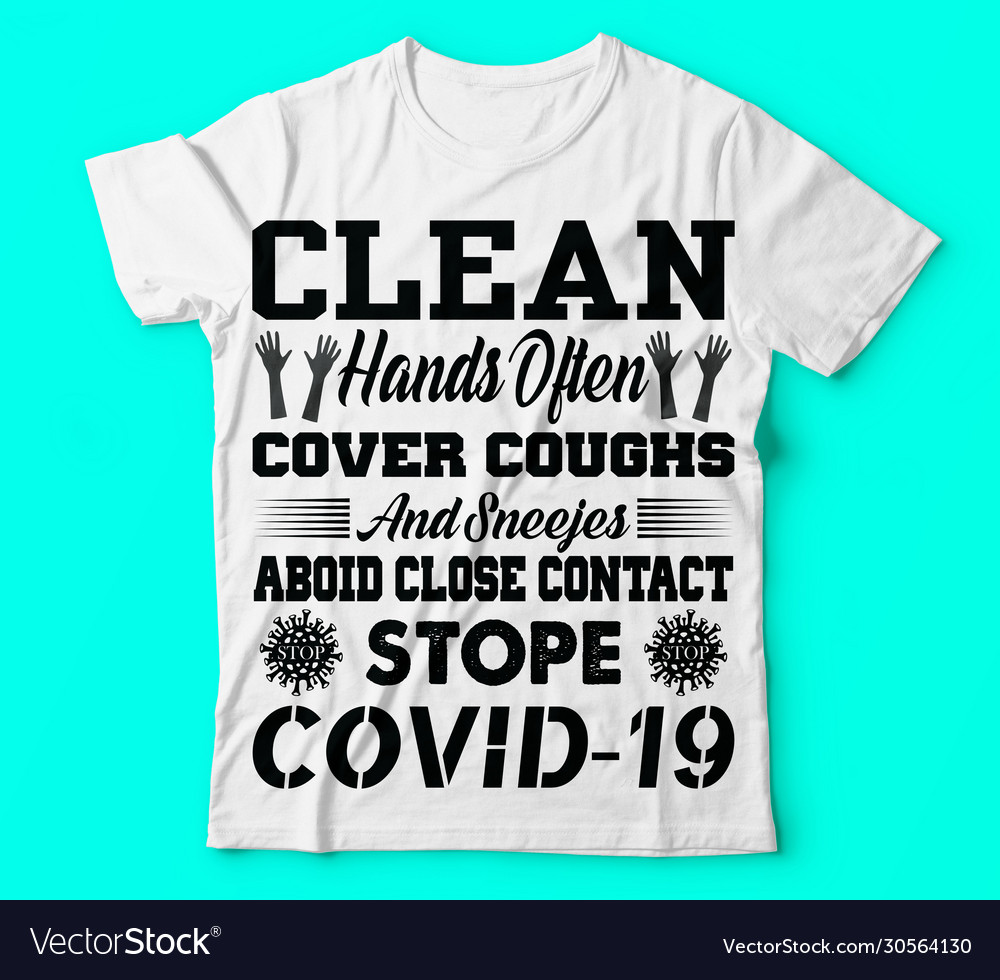 CLEAN
Hands Often
COVER COUGHS
And Sneejes
ABOID CLOSE CONTACT
STOP STOPE STOP
COVID-19
VectorStock® VectorStock.com/30564130